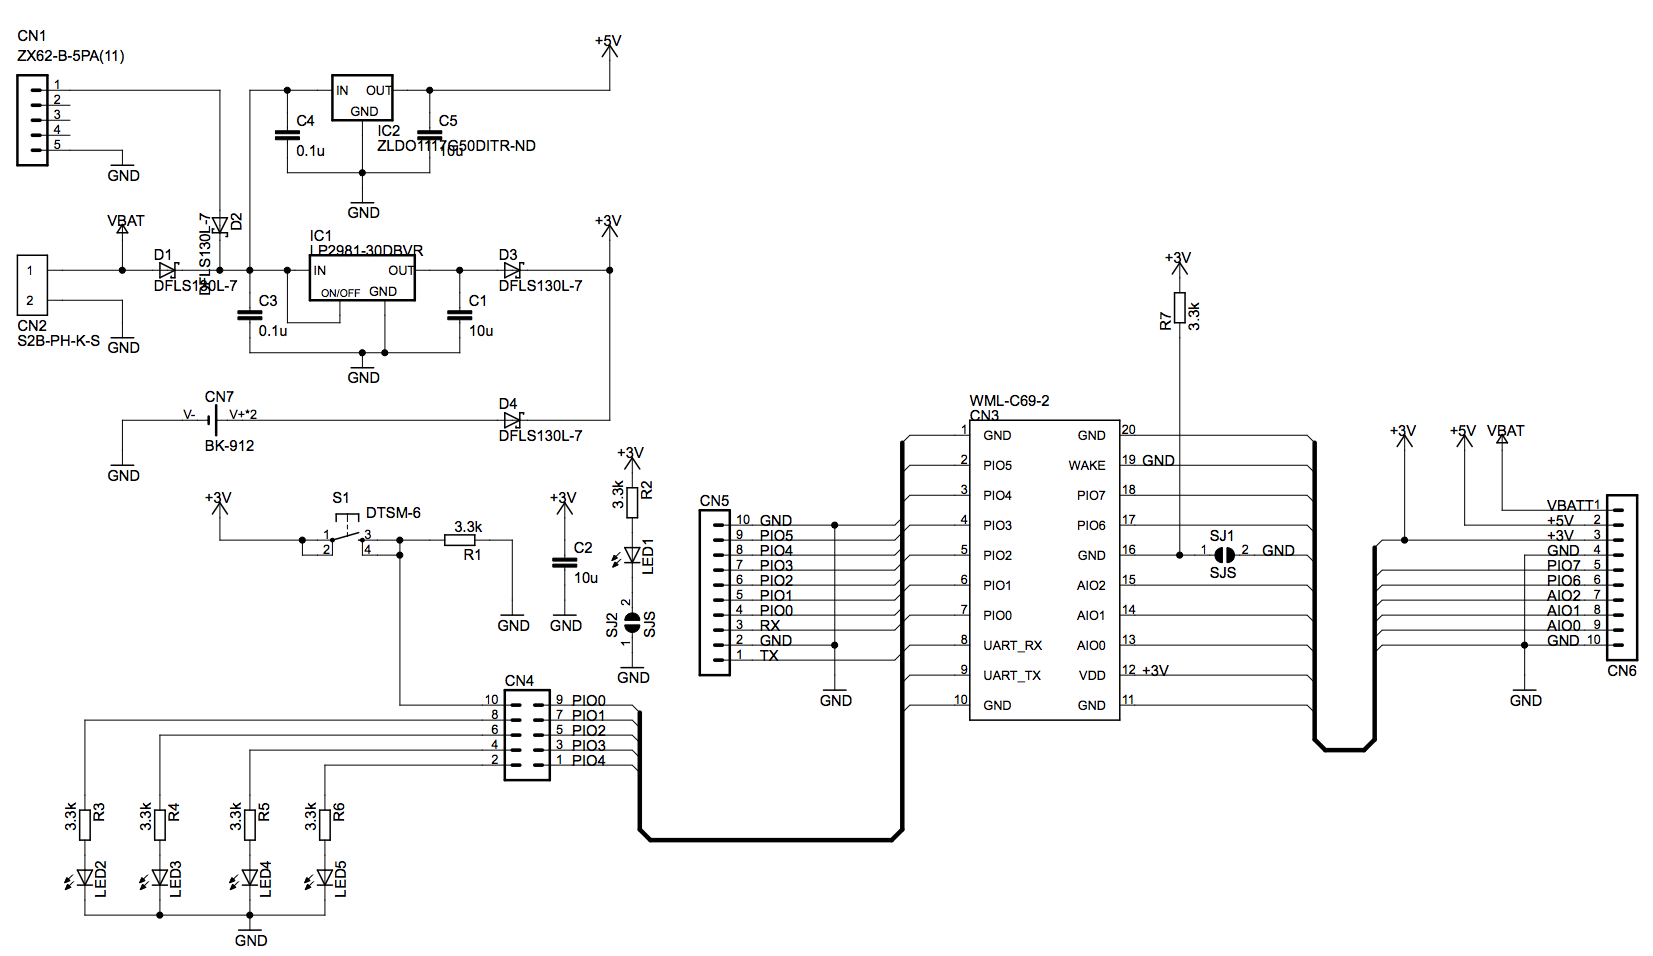 CN1
ZX62-B-5PA(11)
1
2
3
4
5
GND
+5V
IN
OUT
GND
C4
0.1u
IC2
ZLDO1117G50DITR-ND
C5
10u
GND
VBAT
DFLS130L-7
D2
1
2
CN2
S2B-PH-K-S
D1
DFLS130L-7
GND
IC1
LP2981-30DBVR
IN
OUT
ON/OFF
GND
C3
0.1u
C1
10u
GND
D3
DFLS130L-7
+3V
CN7
V-
V+*2
BK-912
GND
D4
DFLS130L-7
+3V
S1
DTSM-6
1
2
3
4
3.3k
R1
GND
+3V
C2
10u
GND
+3V
3.3k
R2
LED1
2
SJ2
SJS
1
GND
CN4
10
8
6
4
2
9 PIO0
7 PIO1
5 PIO2
3 PIO3
1 PIO4
3.3k
R3
3.3k
R4
3.3k
R5
3.3k
R6
LED2
LED3
LED4
LED5
GND
CN5
10 GND
9 PIO5
8 PIO4
7 PIO3
6 PIO2
5 PIO1
4 PIO0
3 RX
2 GND
1 TX
GND
WML-C69-2
CN3
1 GND
2 PIO5
3 PIO4
4 PIO3
5 PIO2
6 PIO1
7 PIO0
8 UART_RX
9 UART_TX
10 GND
GND 20
WAKE 19 GND
PIO7 18
PIO6 17
GND 16
AIO2 15
AIO1 14
AIO0 13
VDD 12 +3V
GND 11
+3V
R7
3.3k
SJ1
1
2 GND
SJS
+3V
+5V
VBAT
VBATT1
+5V 2
+3V 3
GND 4
PIO7 5
PIO6 6
AIO2 7
AIO1 8
AIO0 9
GND 10
CN6
GND